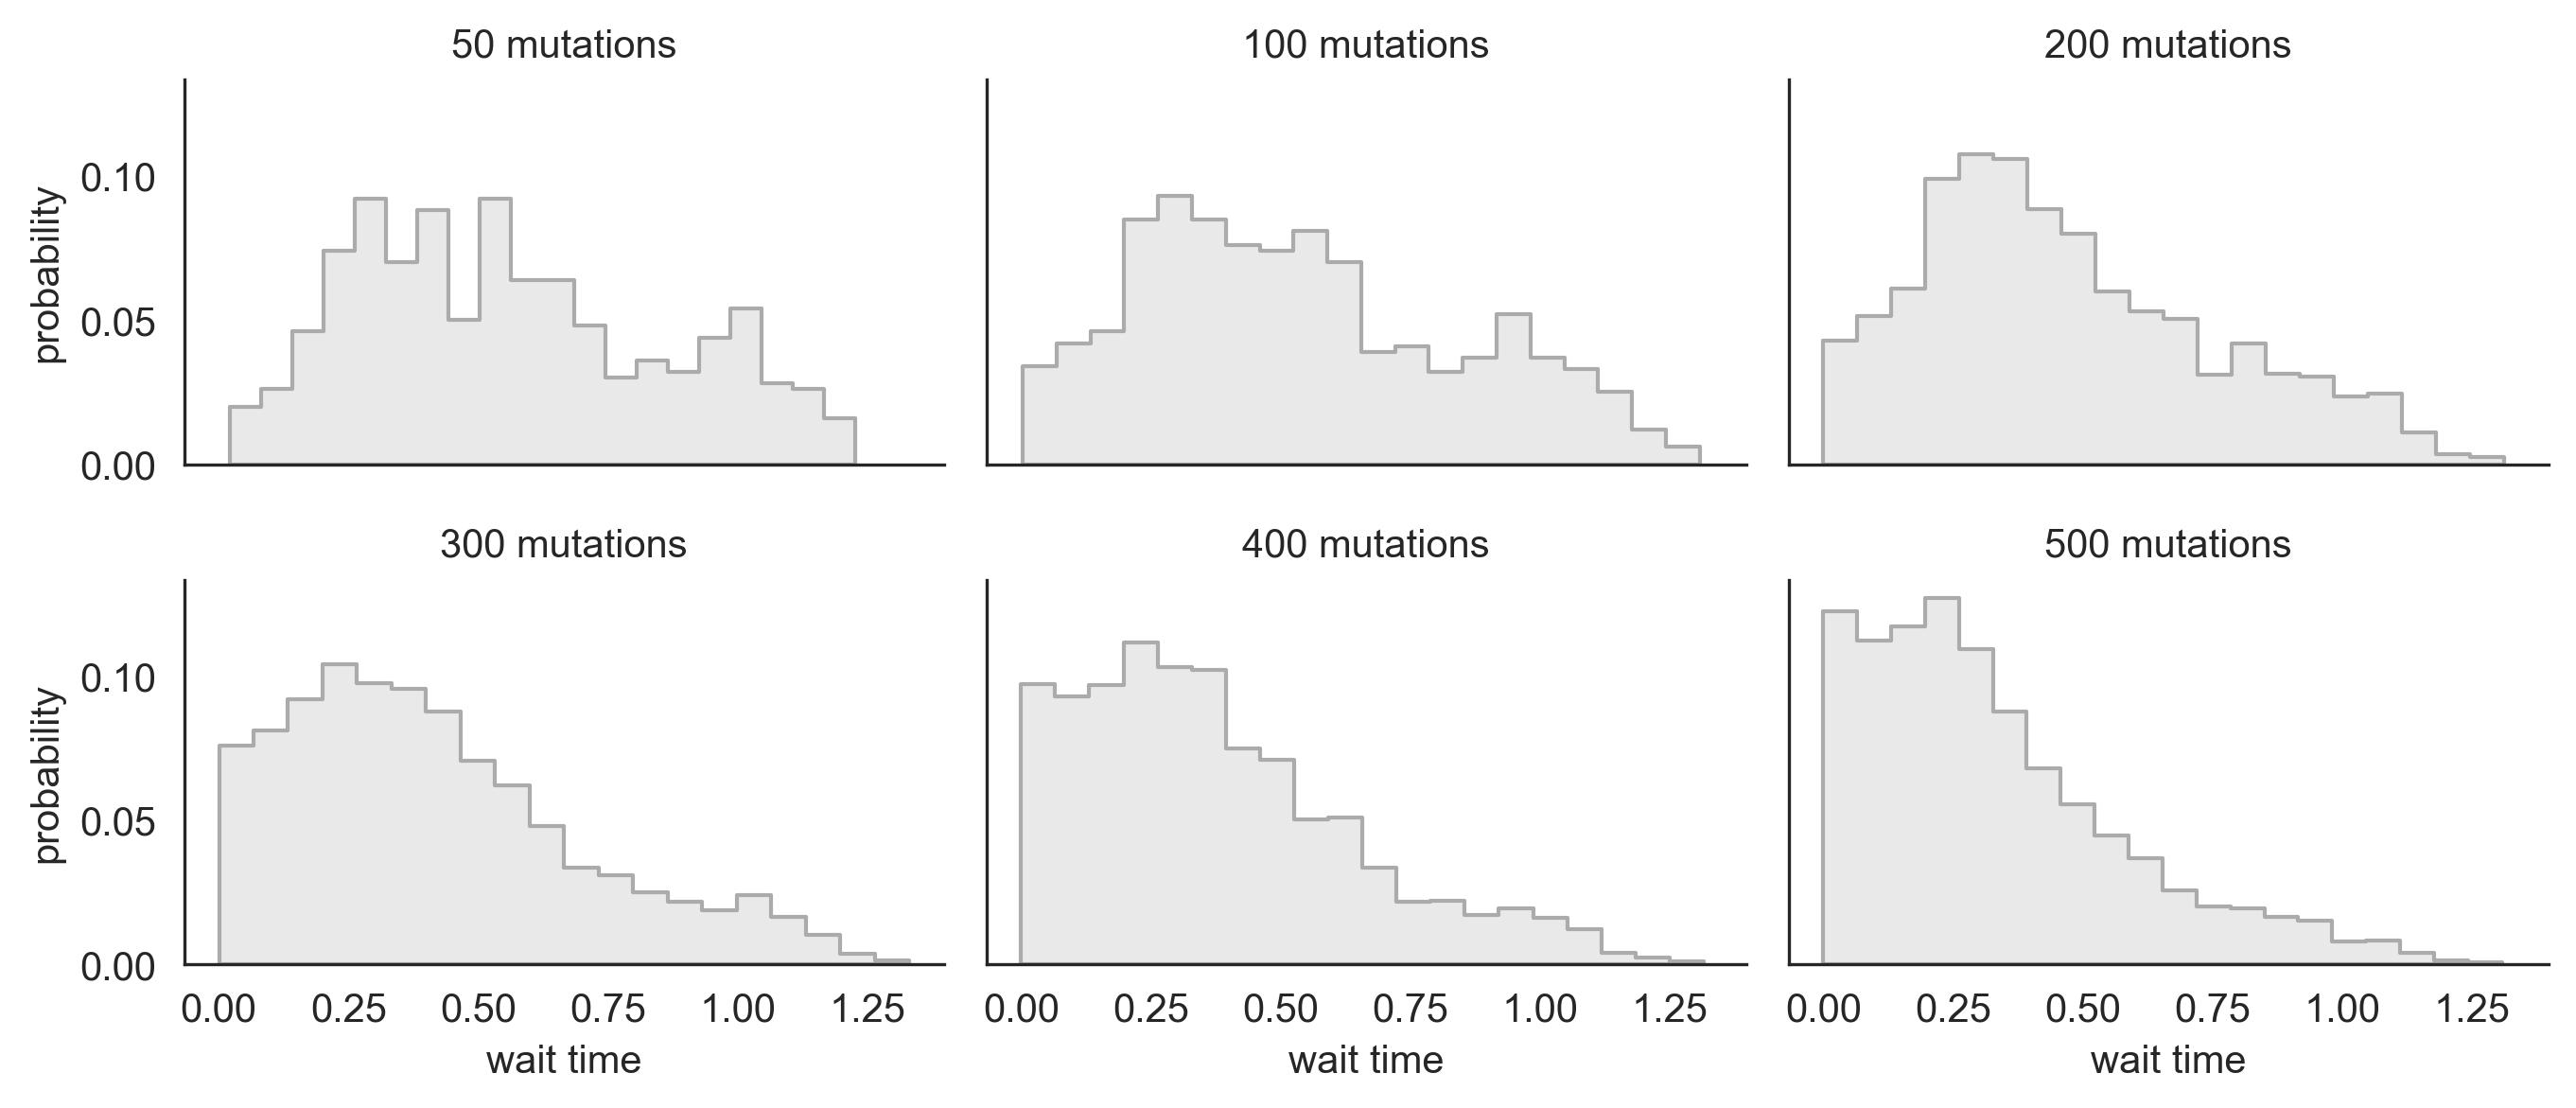 50 mutations
100 mutations
200 mutations
probability
0.10
0.05
0.00
300 mutations
400 mutations
500 mutations
probability
0.10
0.05
0.00
0.00 0.25 0.50 0.75 1.00 1.25
0.00 0.25 0.50 0.75 1.00 1.25
0.00 0.25 0.50 0.75 1.00 1.25
wait time
wait time
wait time